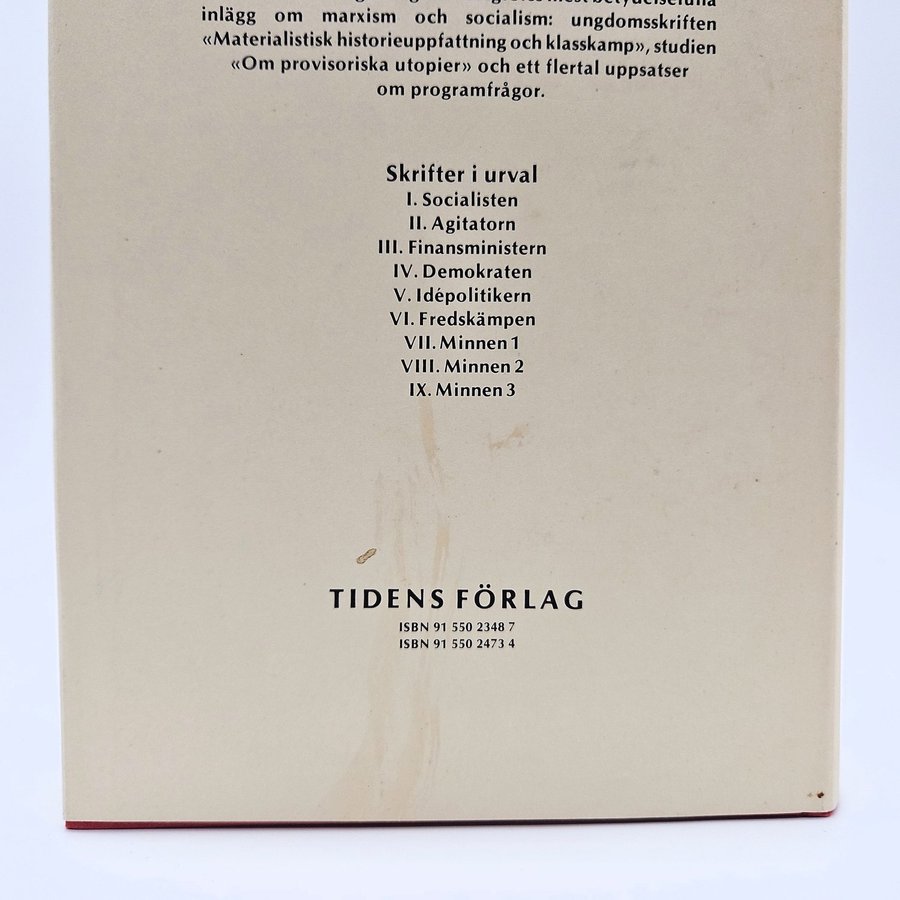 mest betydelsefulla
inlägg om marxism och socialism: ungdomsskriften
«Materialistisk historieuppfattning och klasskamp», studien
«Om provisoriska utopier» och ett flertal uppsatser
om programfrågor.
Skrifter i urval
I. Socialisten
II. Agitatorn
III. Finansministern
IV. Demokraten
V. Idépolitikern
VI. Fredskämpen
VII. Minnen 1
VIII. Minnen 2
IX. Minnen 3
TIDENS FÖRLAG
ISBN 91 550 2348 7
ISBN 91 550 2473 4